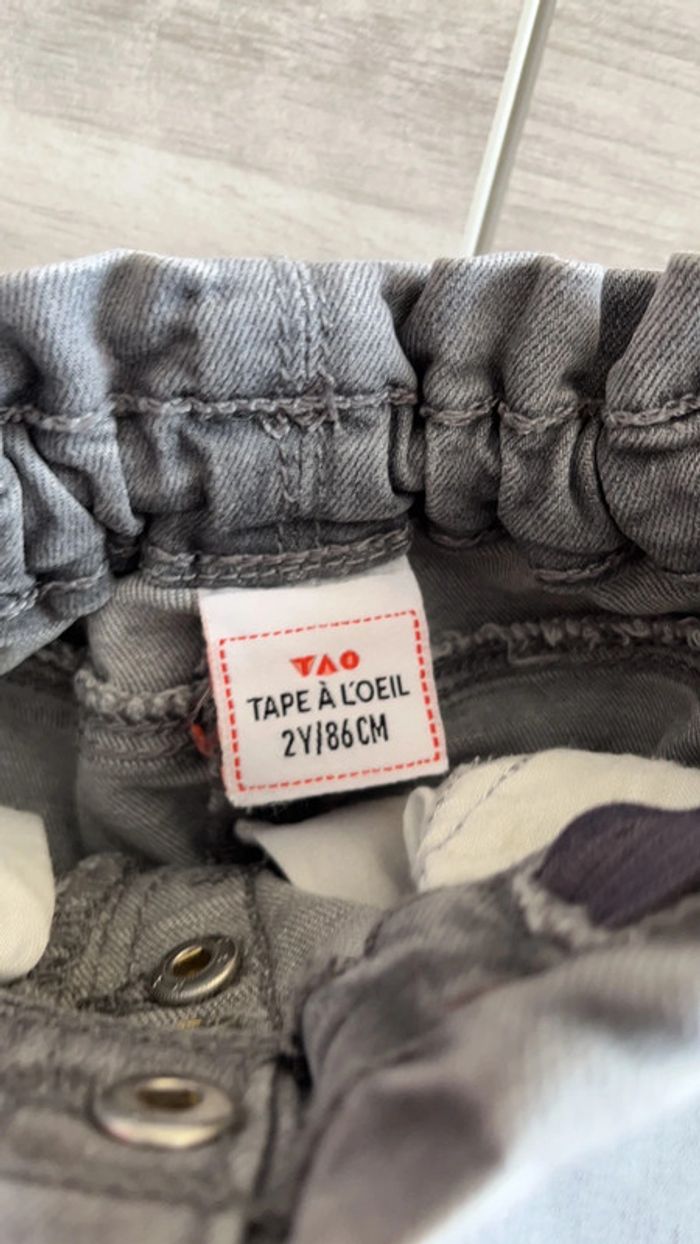 TAO
TAPE À L'OEIL
2Y/86CM